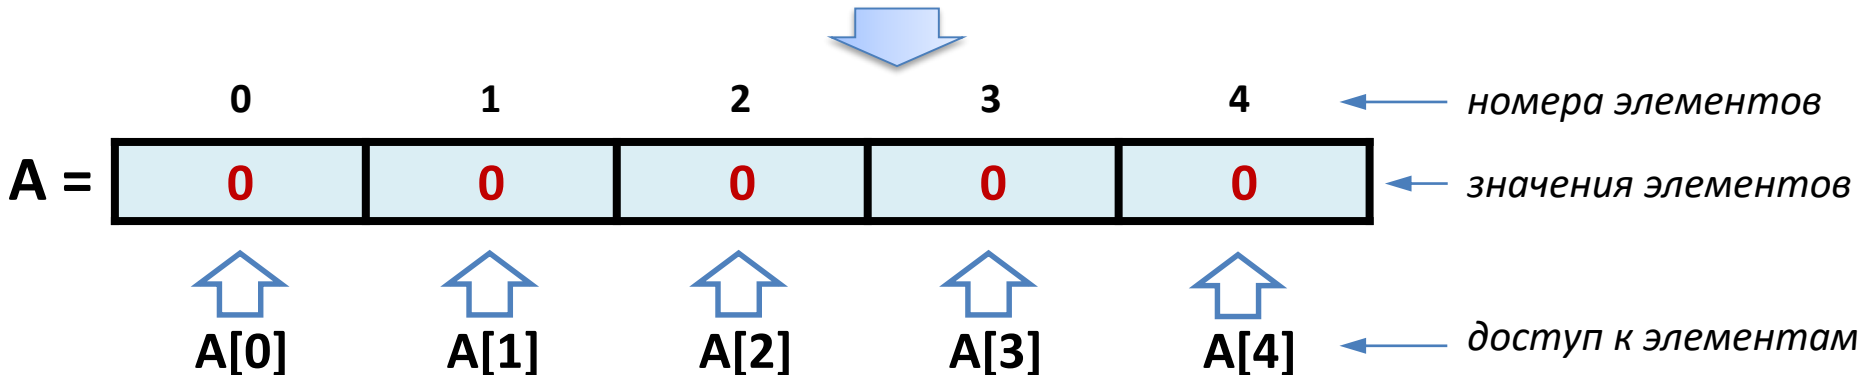 0 1 2 3 4 номера элементов
A = 0 0 0 0 0 значения элементов
A[0] A[1] A[2] A[3] A[4] доступ к элементам